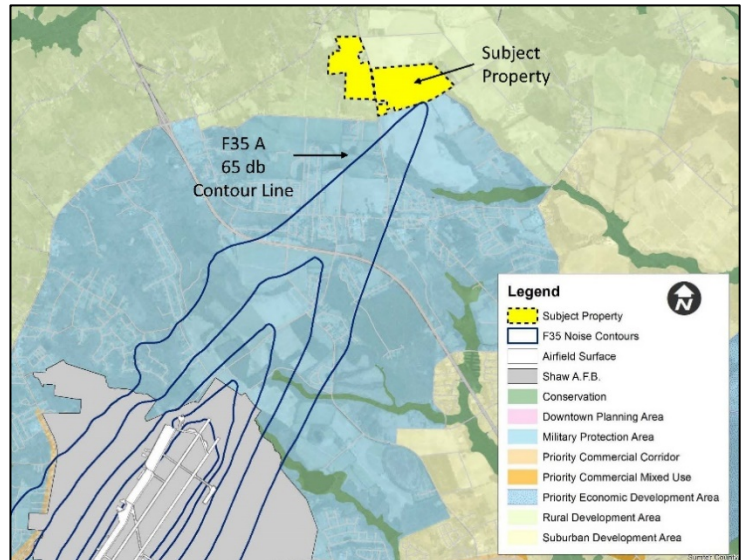 Subject
Property
F35 A
65 db
Contour Line
Legend
N
Subject Property
F35 Noise Contours
Airfield Surface
Shaw A.F.B.
Conservation
Downtown Planning Area
Military Protection Area
Priority Commercial Corridor
Priority Commercial Mixed Use
Priority Economic Development Area
Rural Development Area
Suburban Development Area
Sumter County